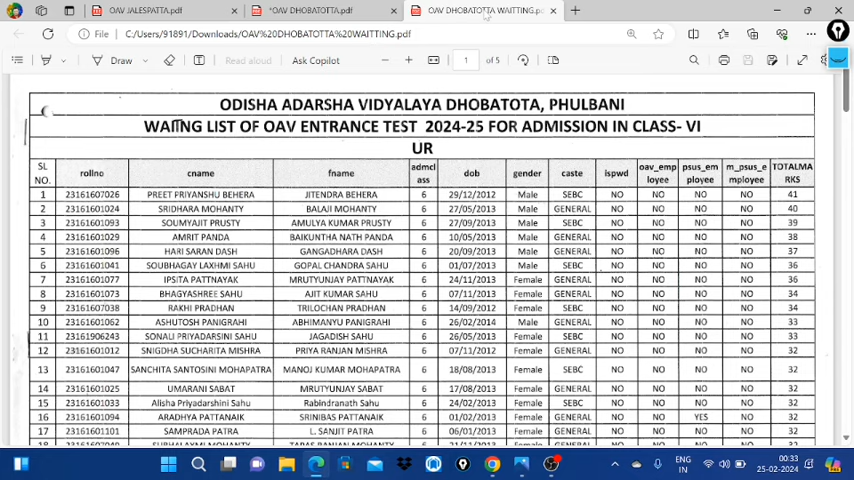 OAV JALESPATTA.pdf
*OAV DHOBATOTTA.pdf
OAV DHOBATOTTA WAITTING.pdf
File C:/Users/91891/Downloads/OAV%20DHOBATOTTA%20WAITTING.pdf
Draw Read aloud Ask Copilot 1 of 5
ODISHA ADARSHA VIDYALAYA DHOBATOTA, PHULBANI
WAITING LIST OF OAV ENTRANCE TEST 2024-25 FOR ADMISSION IN CLASS- VI
UR
SL NO. rollno cname fname admclass dob gender caste ispwd oav_employee psus_employee m_psus_employee TOTALMARKS
1 23161607026 PREET PRIYANSHU BEHERA JITENDRA BEHERA 6 29/12/2012 Male SEBC NO NO NO NO 41
2 23161601024 SRIDHARA MOHANTY BALAJI MOHANTY 6 27/05/2013 Male GENERAL NO NO NO NO 40
3 23161601093 SOUMYAJIT PRUSTY AMULYA KUMAR PRUSTY 6 27/09/2013 Male SEBC NO NO NO NO 39
4 23161601029 AMRIT PANDA BAIKUNTHA NATH PANDA 6 10/05/2013 Male GENERAL NO NO NO NO 38
5 23161601096 HARI SARAN DASH GANGADHARA DASH 6 20/09/2013 Male GENERAL NO NO NO NO 37
6 23161601041 SOUBHAGAY LAXHMI SAHU GOPAL CHANDRA SAHU 6 01/07/2013 Male SEBC NO NO NO NO 36
7 23161601077 IPSITA PATTNAYAK MRUTYUNJAY PATTNAYAK 6 24/11/2013 Female GENERAL NO NO NO NO 36
8 23161601073 BHAGYASHREE SAHU AJIT KUMAR SAHU 6 07/11/2013 Female GENERAL NO NO NO NO 34
9 23161607038 RAKHI PRADHAN TRILOCHAN PRADHAN 6 14/09/2012 Female SEBC NO NO NO NO 34
10 23161601062 ASHUTOSH PANIGRAHI ABHIMANYU PANIGRAHI 6 26/02/2014 Male GENERAL NO NO NO NO 33
11 23161906243 SONALI PRIYADARSINI SAHU JAGADISH SAHU 6 26/05/2013 Female SEBC NO NO NO NO 33
12 23161601012 SNIGDHA SUCHARITA MISHRA PRIYA RANJAN MISHRA 6 07/11/2012 Female GENERAL NO NO NO NO 32
13 23161601047 SANCHITA SANTOSINI MOHAPATRA MANOJ KUMAR MOHAPATRA 6 18/08/2013 Female GENERAL NO NO NO NO 32
14 23161601025 UMARANI SABAT MRUTYUNJAY SABAT 6 17/08/2013 Female GENERAL NO NO NO NO 32
15 23161601033 Alisha Priyadarshini Sahu Rabindranath Sahu 6 24/02/2013 Female SEBC NO NO NO NO 32
16 23161601094 ARADHYA PATTANAIK SRINIBAS PATTANAIK 6 01/02/2013 Female GENERAL NO NO YES NO 32
17 23161601101 SAMPRADA PATRA L. SANJIT PATRA 6 06/01/2013 Female GENERAL NO NO NO NO 32
ENG IN
00:33
25-02-2024